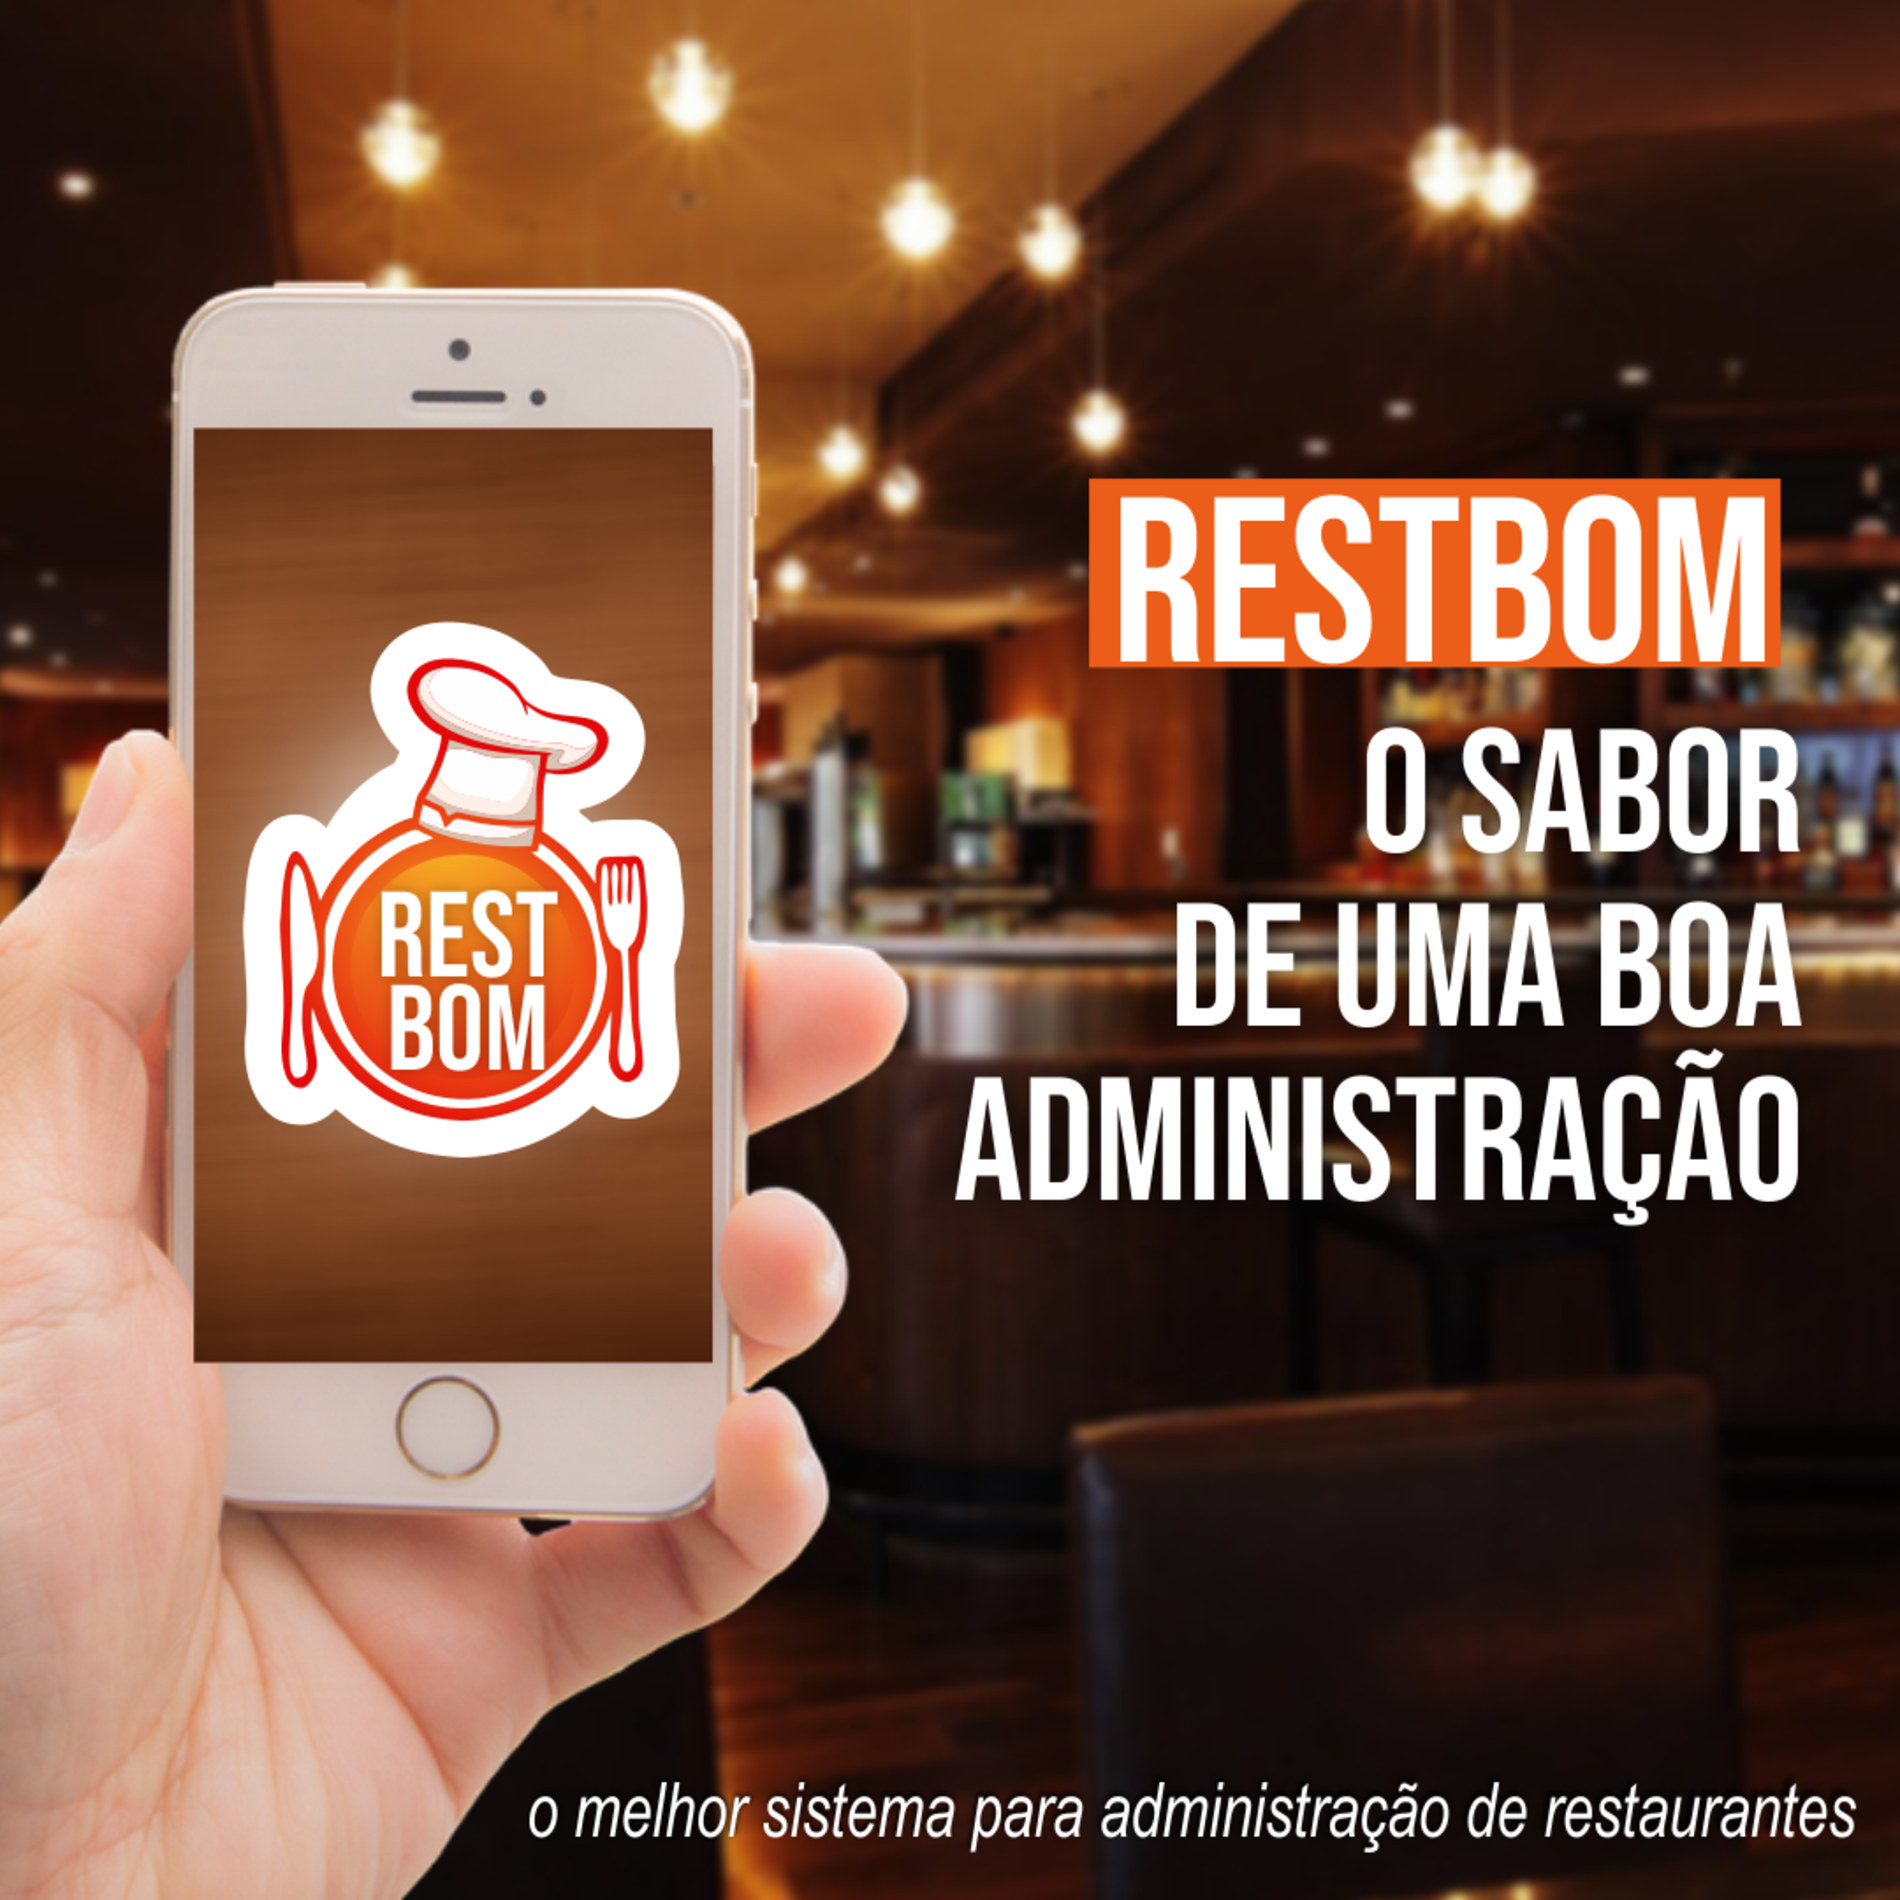 REST
BOM
RESTBOM
O SABOR
DE UMA BOA
ADMINISTRAÇÃO
o melhor sistema para administração de restaurantes